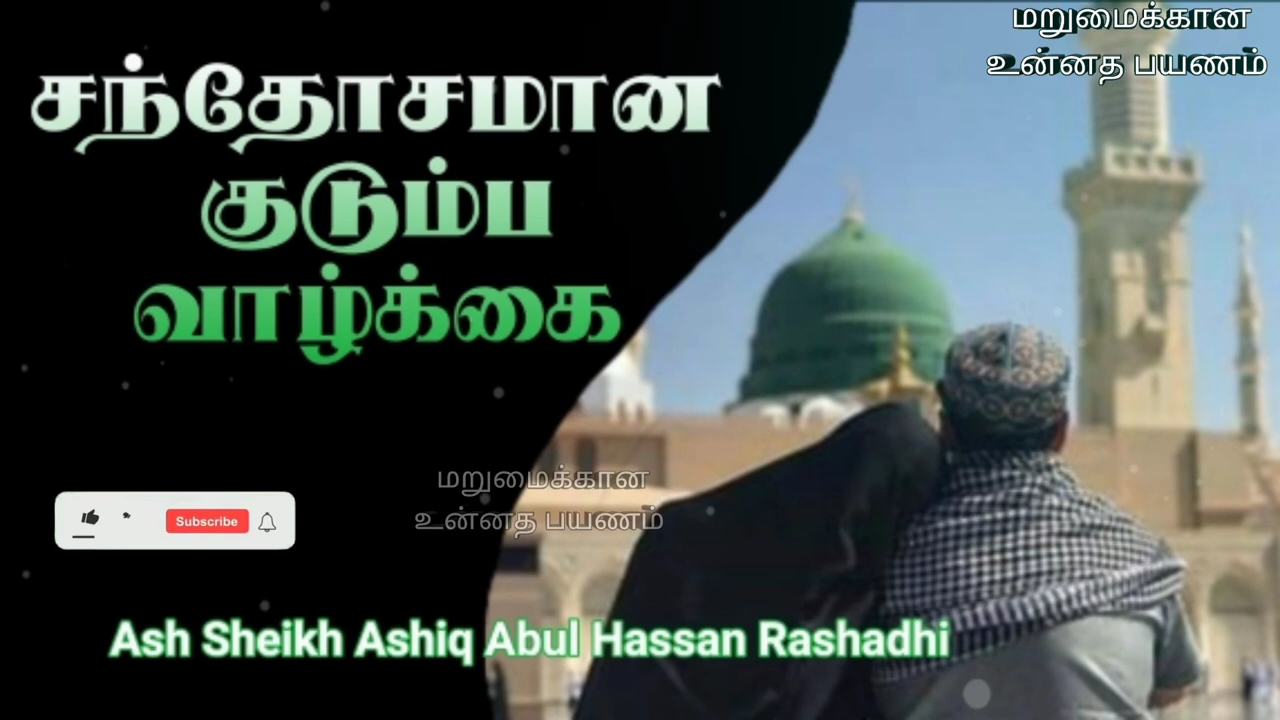 மறுமைக்கான
உன்னத பயணம்
சந்தோசமான
குடும்ப
வாழ்க்கை
மறுமைக்கான
உன்னத பயணம்
Subscribe
Ash Sheikh Ashiq Abul Hassan Rashadhi